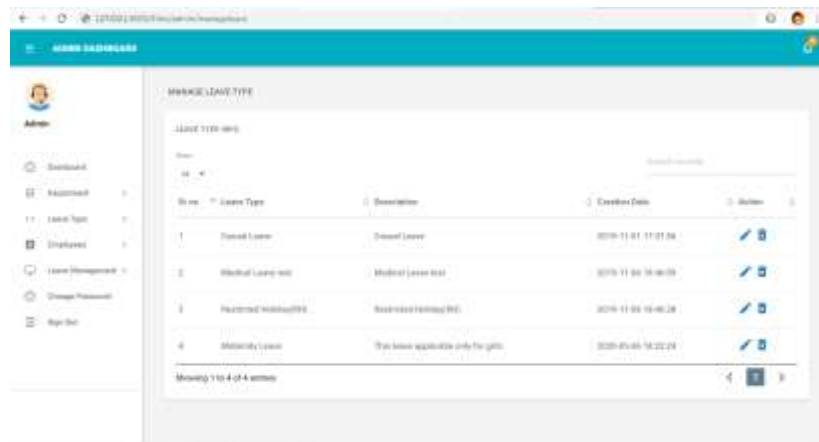 ADMIN DASHBOARD
MANAGE LEAVE TYPE
Admin
LEAVE TYPE INFO
Show
10
Search records
Dashboard
Department
Leave Type
Employees
Leave Management
Change Password
Sign Out
Sr no Leave Type Description Creation Date Action
1 Casual Leave Casual Leave
2 Medical Leave test Medical Leave test
3 Restricted Holiday(RH) Restricted Holiday(RH)
4 Maternity Leave This leave applicable only for girls
Showing 1 to 4 of 4 entries
1